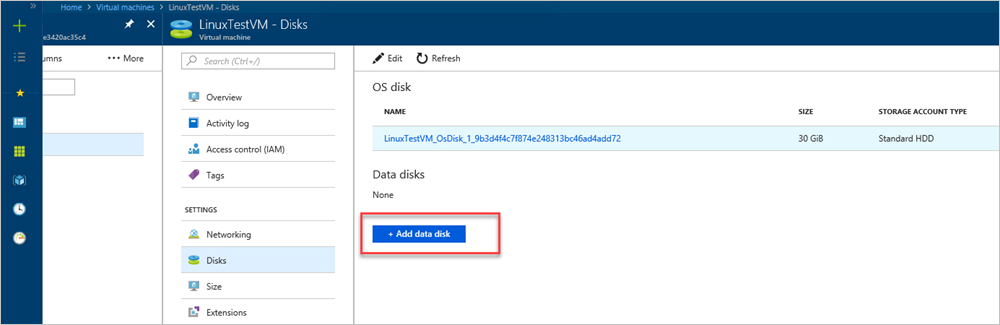 Home > Virtual machines > LinuxTestVM - Disks
LinuxTestVM - Disks
Virtual machine
e3420ac35c4
umns
More
Search (Ctrl+/)
Overview
Activity log
Access control (IAM)
Tags
SETTINGS
Networking
Disks
Size
Extensions
Edit
Refresh
OS disk
NAME SIZE STORAGE ACCOUNT TYPE
LinuxTestVM_OsDisk_1_9b3d4f4c7f874e248313bc46ad4add72 30 GiB Standard HDD
Data disks
None
+ Add data disk